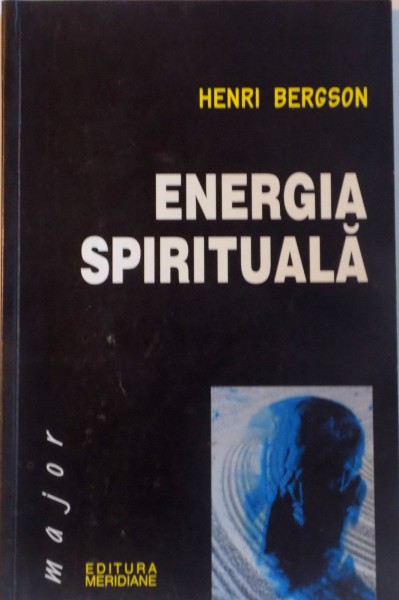 HENRI BERGSON
ENERGIA
SPIRITUALĂ
major
EDITURA
MERIDIANE